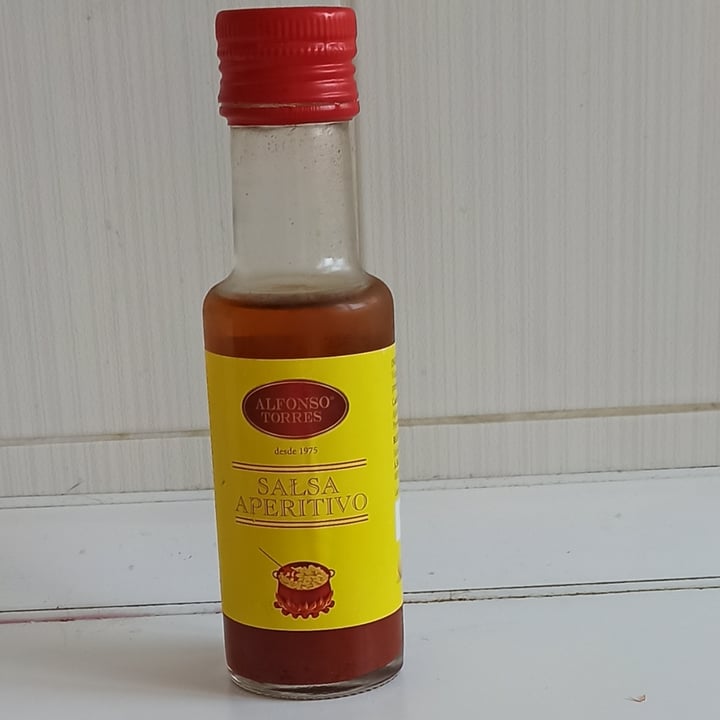 ALFONSO®
TORRES
desde 1975
SALSA
APERITIVO